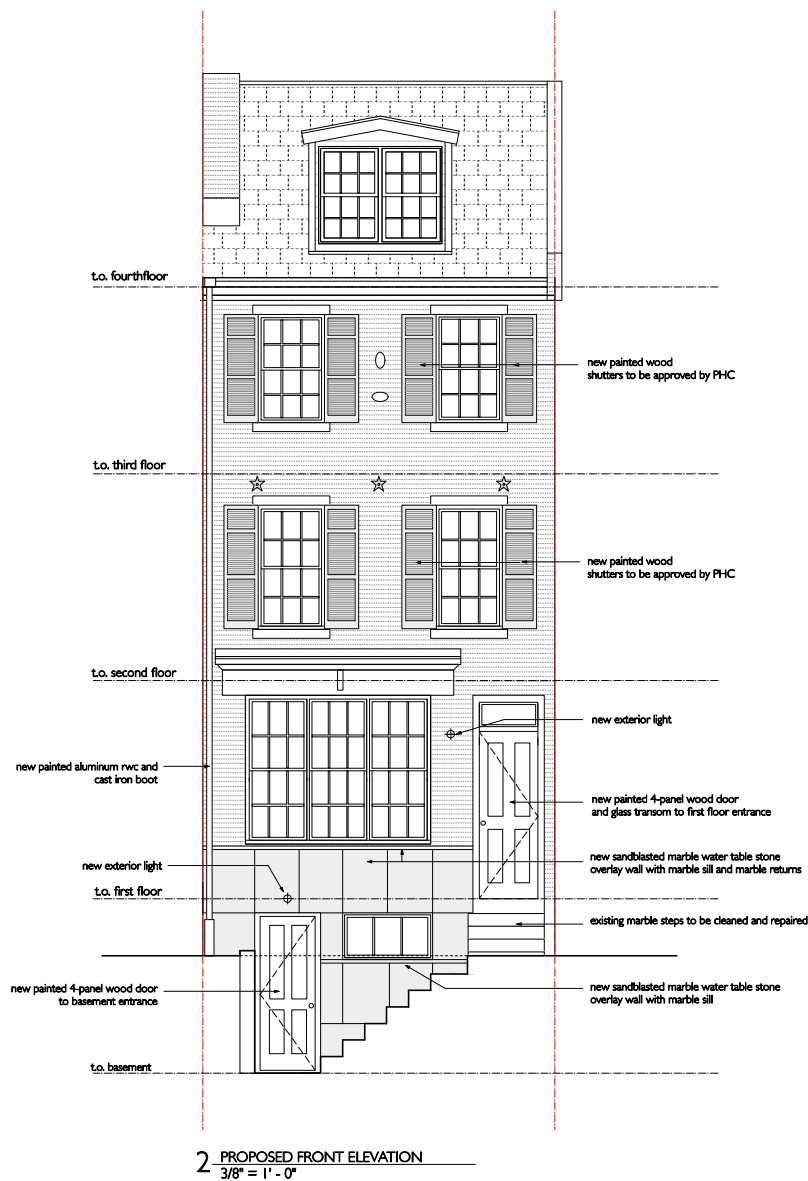 t.o. fourthfloor
new painted wood
shutters to be approved by PHC
t.o. third floor
new painted wood
shutters to be approved by PHC
t.o. second floor
new exterior light
new painted aluminum rwc and
cast iron boot
new painted 4-panel wood door
and glass transom to first floor entrance
new sandblasted marble water table stone
overlay wall with marble sill and marble returns
new exterior light
t.o. first floor
existing marble steps to be cleaned and repaired
new painted 4-panel wood door
to basement entrance
new sandblasted marble water table stone
overlay wall with marble sill
t.o. basement
2 PROPOSED FRONT ELEVATION
3/8" = 1' - 0"